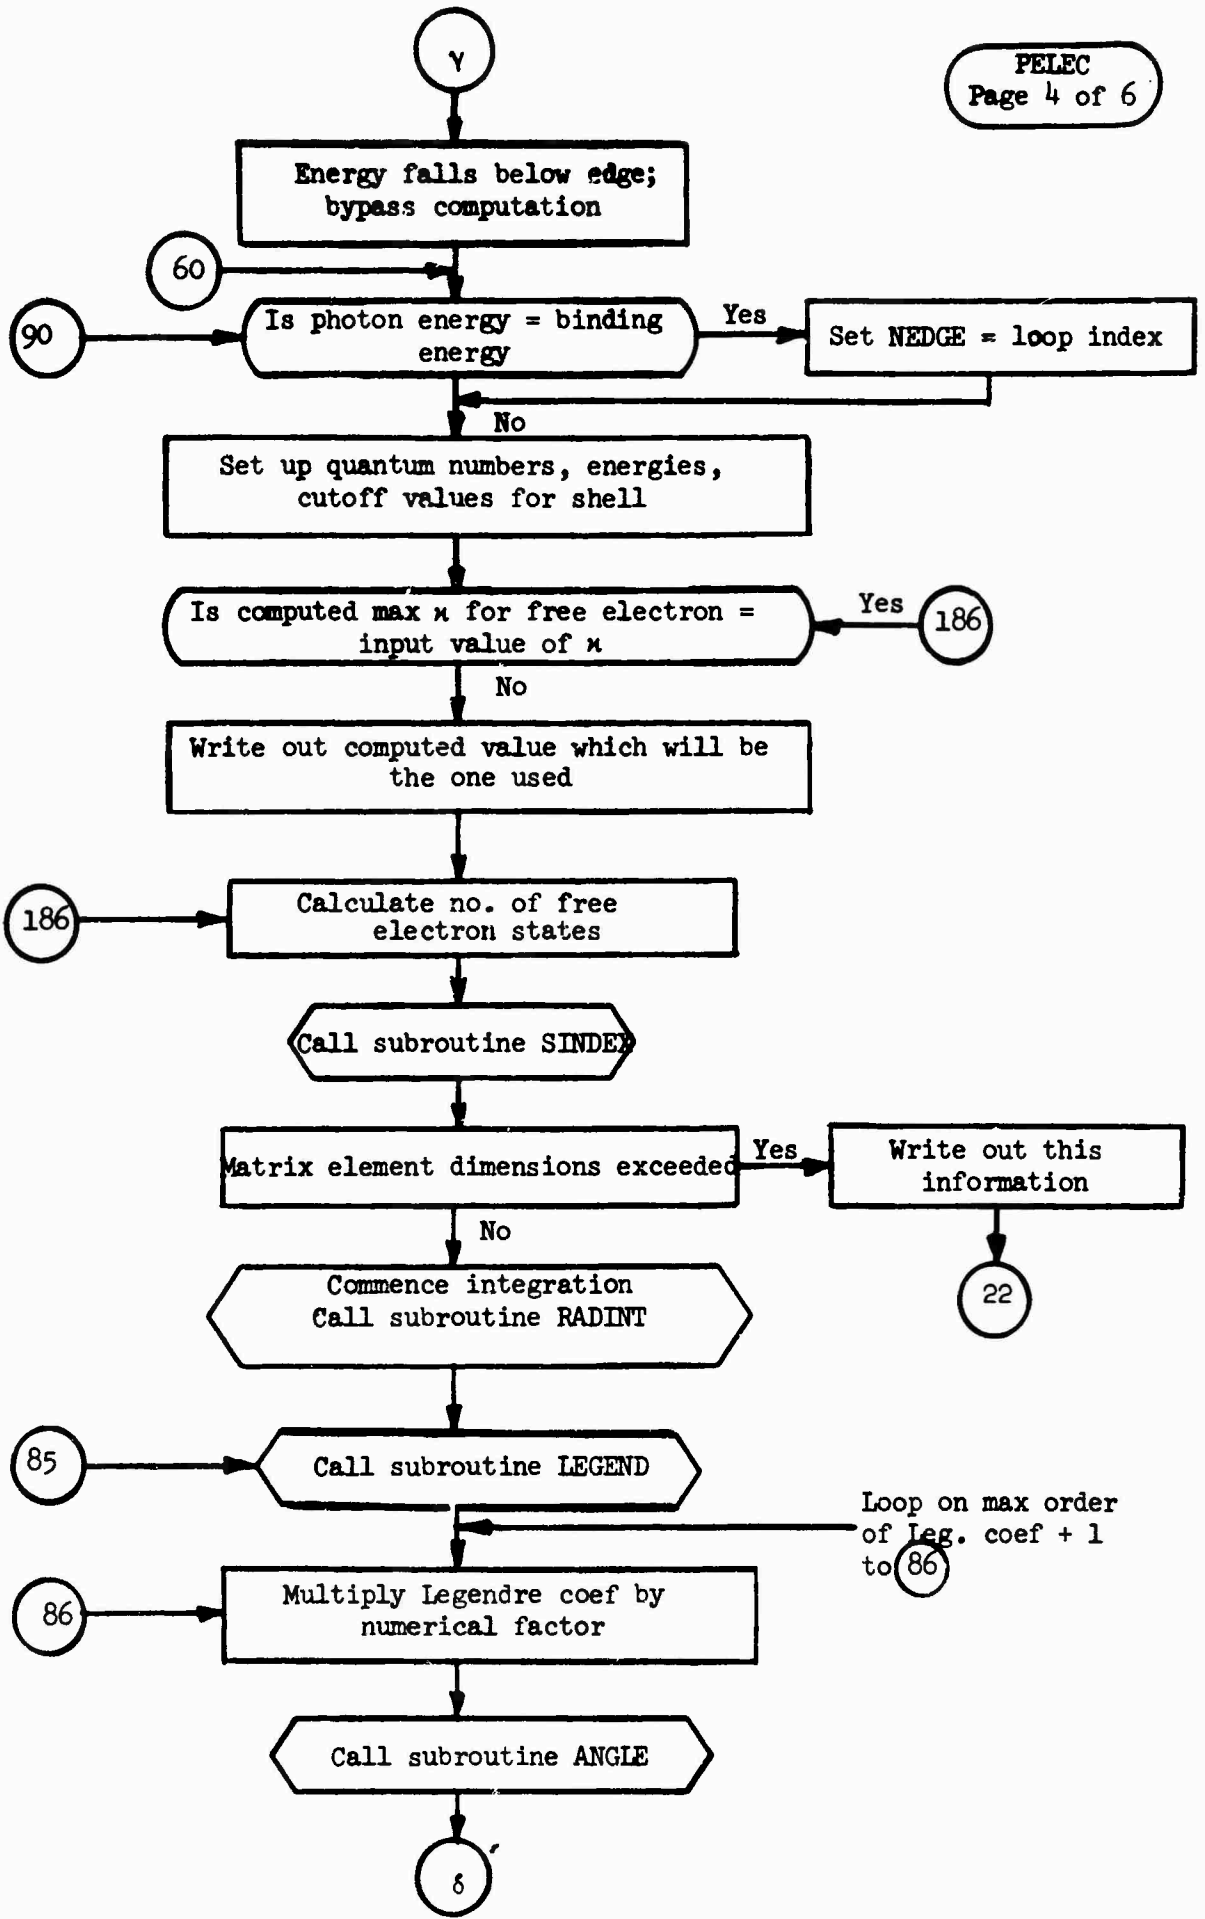 γ
PELEC
Page 4 of 6
Energy falls below edge;
bypass computation
60
90
Is photon energy = binding
energy
Yes
Set NEDGE = loop index
No
Set up quantum numbers, energies,
cutoff values for shell
Is computed max ϰ for free electron =
input value of ϰ
Yes
186
No
Write out computed value which will be
the one used
186
Calculate no. of free
electron states
Call subroutine SINDEX
Matrix element dimensions exceeded
Yes
Write out this
information
No
22
Commence integration
Call subroutine RADINT
85
Call subroutine LEGEND
Loop on max order
of Leg. coef + 1
to 86
86
Multiply Legendre coef by
numerical factor
Call subroutine ANGLE
δ